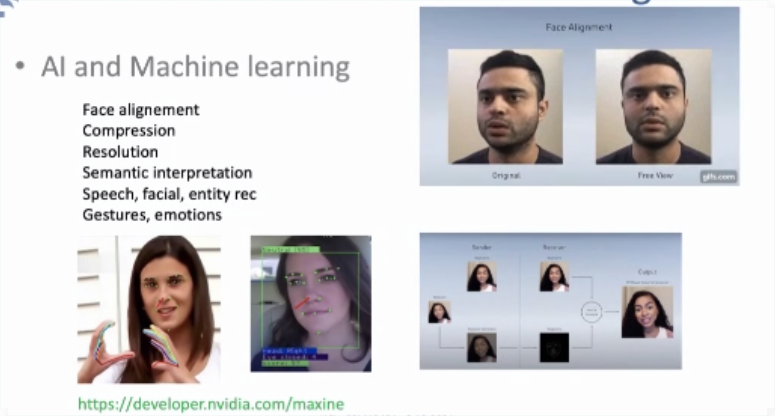 • AI and Machine learning
Face alignement
Compression
Resolution
Semantic interpretation
Speech, facial, entity rec
Gestures, emotions
Face Alignment
Original Free View
gifs.com
Sender Receiver
Output
https://developer.nvidia.com/maxine